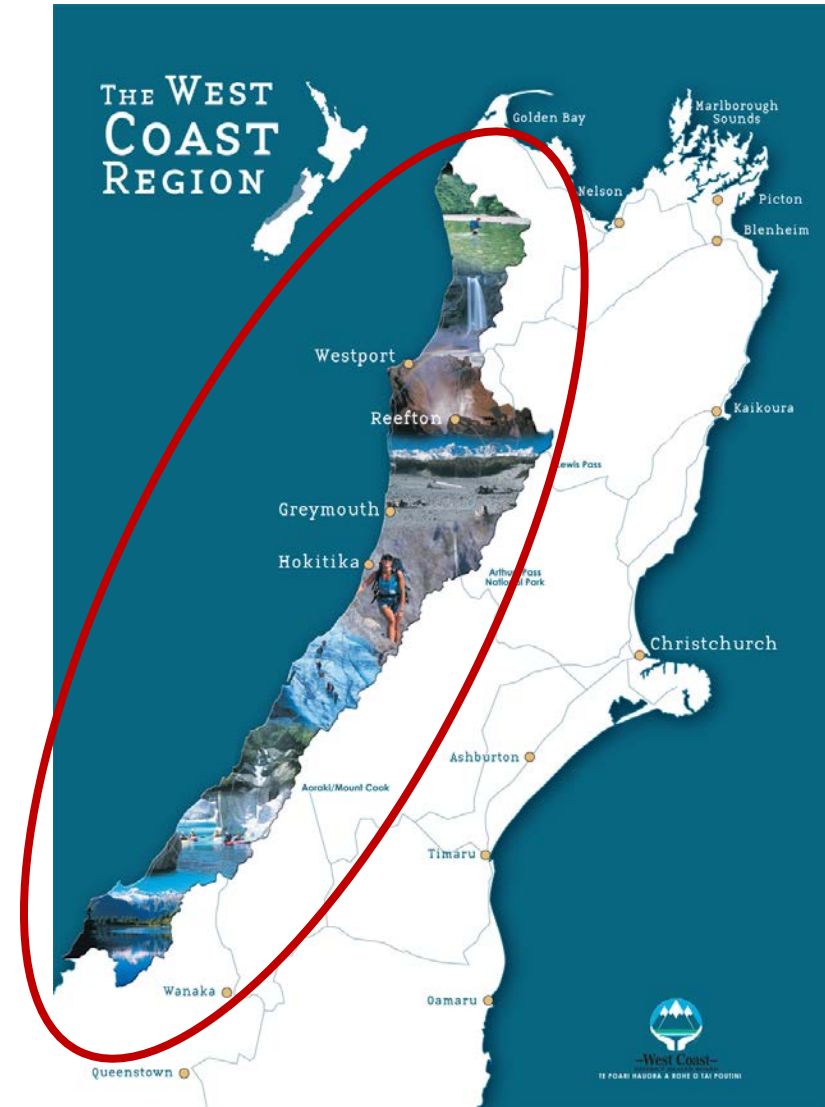 THE WEST
COAST
REGION
Golden Bay
Marlborough
Sounds
Nelson
Picton
Blenheim
Westport
Reefton
Kaikoura
Lewis Pass
Greymouth
Hokitika
Arthurs Pass
National Park
Christchurch
Ashburton
Aoraki/Mount Cook
Timaru
Wanaka
Oamaru
Queenstown
West Coast
TE POARI HAUORA A ROHE O TAI POUTINI